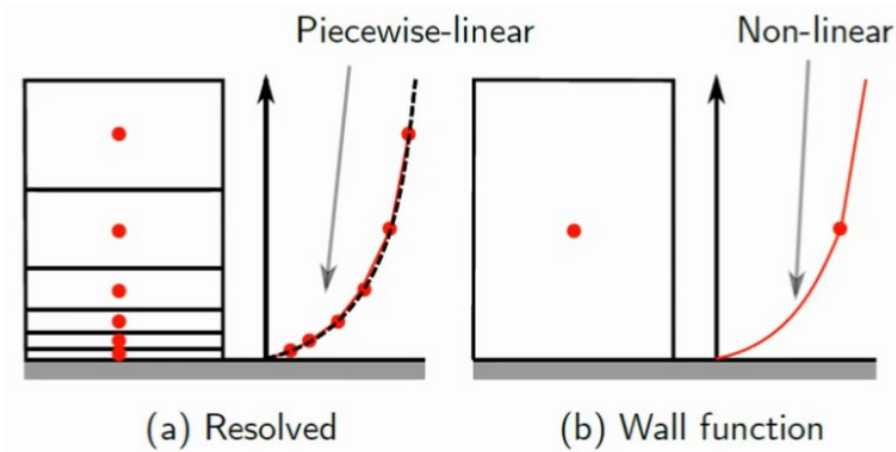 Piecewise-linear
Non-linear
(a) Resolved
(b) Wall function